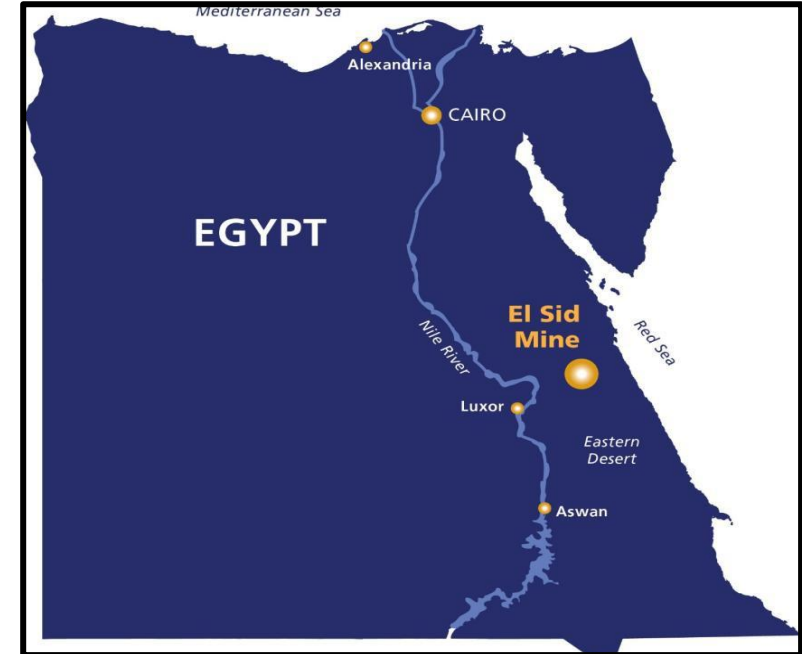 Mediterranean Sea
Alexandria
CAIRO
EGYPT
El Sid
Mine
Nile River
Red Sea
Luxor
Eastern
Desert
Aswan